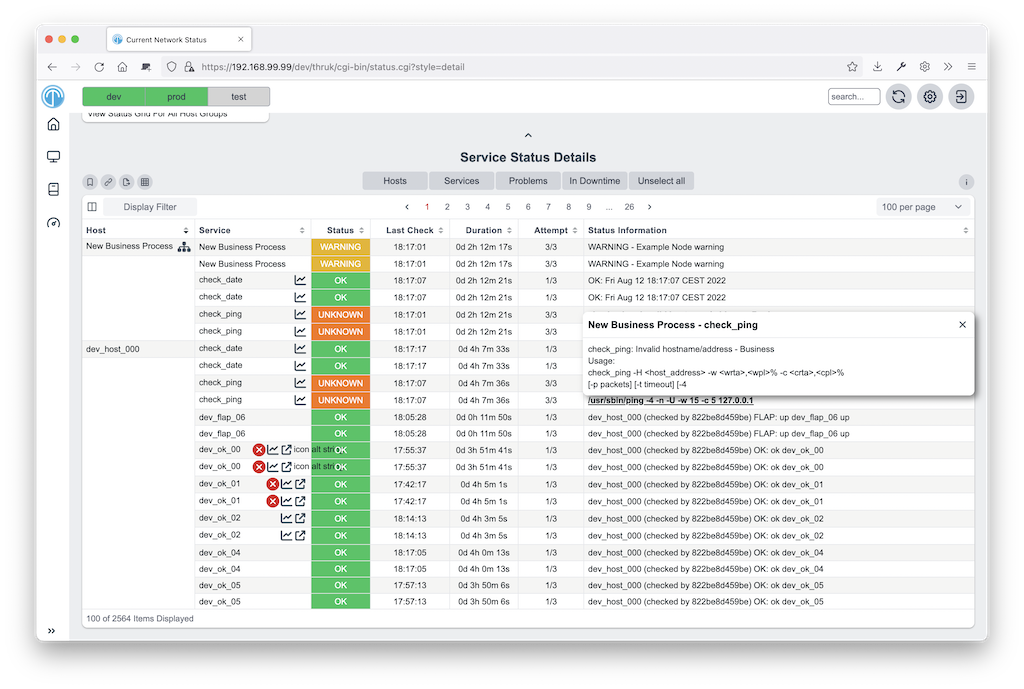 Current Network Status
https://192.168.99.99/dev/thruk/cgi-bin/status.cgi?style=detail
dev prod test
search...
View Status Grid For All Host Groups
Service Status Details
Hosts Services Problems In Downtime Unselect all
Display Filter 1 2 3 4 5 6 7 8 9 ... 26 100 per page
Host Service Status Last Check Duration Attempt Status Information
New Business Process New Business Process WARNING 18:17:01 0d 2h 12m 17s 3/3 WARNING - Example Node warning
New Business Process WARNING 18:17:01 0d 2h 12m 17s 3/3 WARNING - Example Node warning
check_date OK 18:17:07 0d 2h 12m 21s 1/3 OK: Fri Aug 12 18:17:07 CEST 2022
check_date OK 18:17:07 0d 2h 12m 21s 1/3 OK: Fri Aug 12 18:17:07 CEST 2022
check_ping UNKNOWN 18:17:01 0d 2h 12m 21s 3/3
check_ping UNKNOWN 18:17:01 0d 2h 12m 21s 3/3
New Business Process - check_ping
dev_host_000 check_date OK 18:17:17 0d 4h 7m 33s 1/3
check_ping: Invalid hostname/address - Business
Usage:
check_date OK 18:17:17 0d 4h 7m 33s 1/3
check_ping -H <host_address> -w <wrta>,<wpl>% -c <crta>,<cpl>%
[-p packets] [-t timeout] [-4
check_ping UNKNOWN 18:17:07 0d 4h 7m 36s 3/3
check_ping UNKNOWN 18:17:07 0d 4h 7m 36s 3/3 /usr/sbin/ping -4 -n -U -w 15 -c 5 127.0.0.1
dev_flap_06 OK 18:05:28 0d 0h 11m 50s 1/3 dev_host_000 (checked by 822be8d459be) FLAP: up dev_flap_06 up
dev_flap_06 OK 18:05:28 0d 0h 11m 50s 1/3 dev_host_000 (checked by 822be8d459be) FLAP: up dev_flap_06 up
dev_ok_00 icon alt string OK 17:55:37 0d 3h 51m 41s 1/3 dev_host_000 (checked by 822be8d459be) OK: ok dev_ok_00
dev_ok_00 icon alt string OK 17:55:37 0d 3h 51m 41s 1/3 dev_host_000 (checked by 822be8d459be) OK: ok dev_ok_00
dev_ok_01 OK 17:42:17 0d 4h 5m 1s 1/3 dev_host_000 (checked by 822be8d459be) OK: ok dev_ok_01
dev_ok_01 OK 17:42:17 0d 4h 5m 1s 1/3 dev_host_000 (checked by 822be8d459be) OK: ok dev_ok_01
dev_ok_02 OK 18:14:13 0d 4h 3m 5s 1/3 dev_host_000 (checked by 822be8d459be) OK: ok dev_ok_02
dev_ok_02 OK 18:14:13 0d 4h 3m 5s 1/3 dev_host_000 (checked by 822be8d459be) OK: ok dev_ok_02
dev_ok_04 OK 18:17:05 0d 4h 0m 13s 1/3 dev_host_000 (checked by 822be8d459be) OK: ok dev_ok_04
dev_ok_04 OK 18:17:05 0d 4h 0m 13s 1/3 dev_host_000 (checked by 822be8d459be) OK: ok dev_ok_04
dev_ok_05 OK 17:57:13 0d 3h 50m 6s 1/3 dev_host_000 (checked by 822be8d459be) OK: ok dev_ok_05
dev_ok_05 OK 17:57:13 0d 3h 50m 6s 1/3 dev_host_000 (checked by 822be8d459be) OK: ok dev_ok_05
100 of 2564 Items Displayed